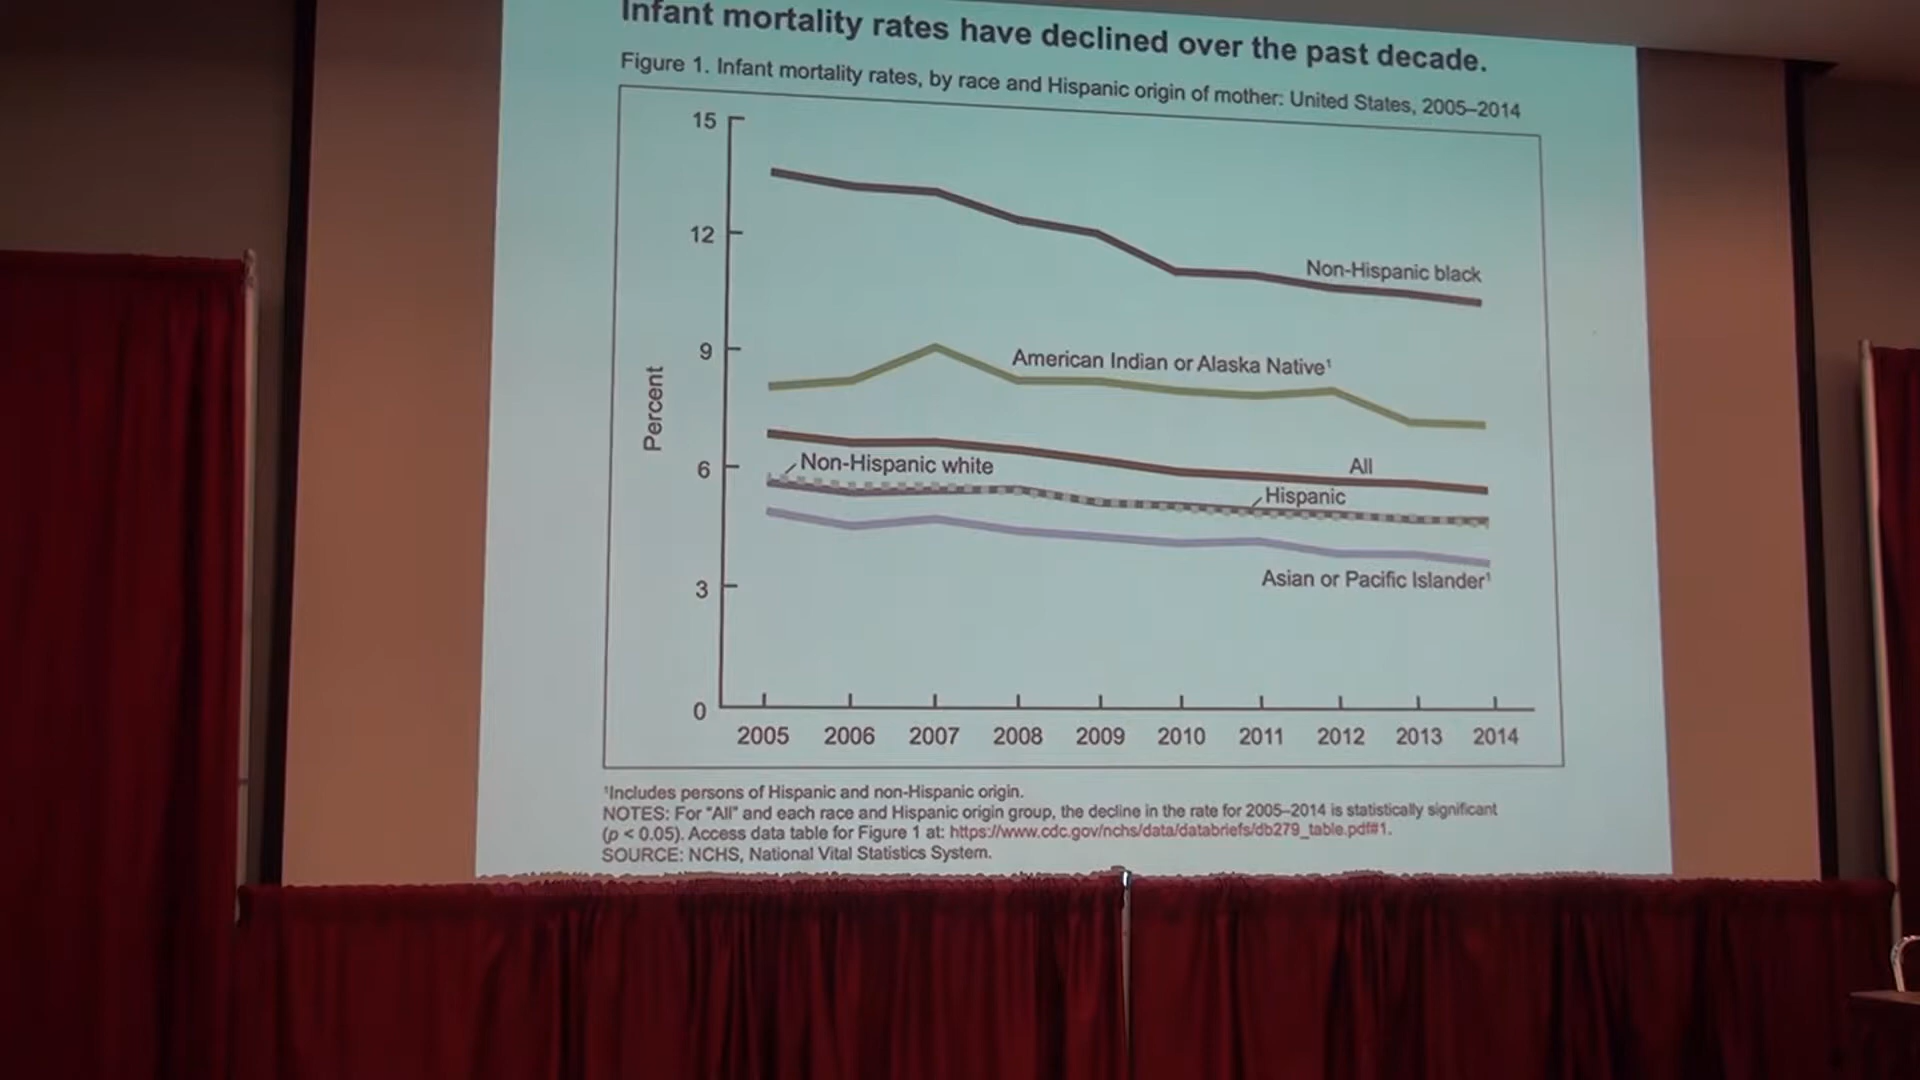 Infant mortality rates have declined over the past decade.
Figure 1. Infant mortality rates, by race and Hispanic origin of mother: United States, 2005–2014
15
12
9
6
3
0
Percent
Non-Hispanic black
American Indian or Alaska Native¹
All
Non-Hispanic white
Hispanic
Asian or Pacific Islander¹
2005 2006 2007 2008 2009 2010 2011 2012 2013 2014
¹Includes persons of Hispanic and non-Hispanic origin.
NOTES: For "All" and each race and Hispanic origin group, the decline in the rate for 2005–2014 is statistically significant
(p < 0.05). Access data table for Figure 1 at: https://www.cdc.gov/nchs/data/databriefs/db279_table.pdf#1.
SOURCE: NCHS, National Vital Statistics System.